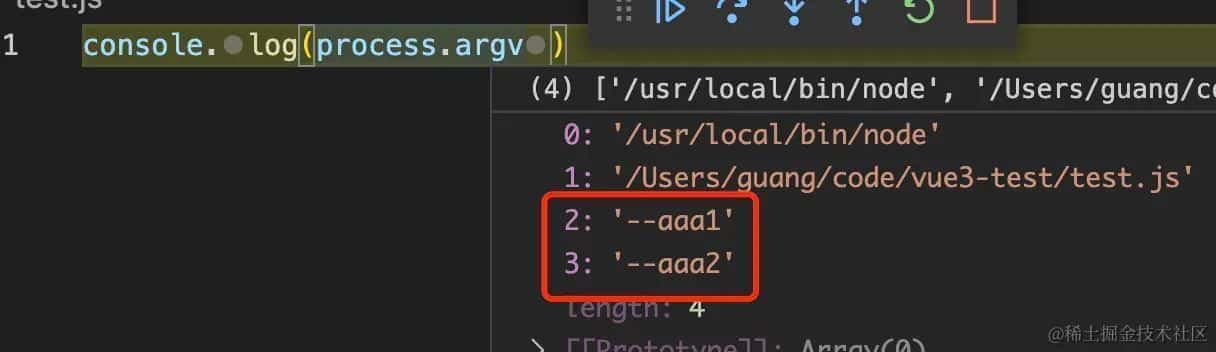 test.js
1 console.log(process.argv)
(4) ['/usr/local/bin/node', '/Users/guang/c
0: '/usr/local/bin/node'
1: '/Users/guang/code/vue3-test/test.js'
2: '--aaa1'
3: '--aaa2'
length: 4
[[Prototype]]: Array(0)
@稀土掘金技术社区